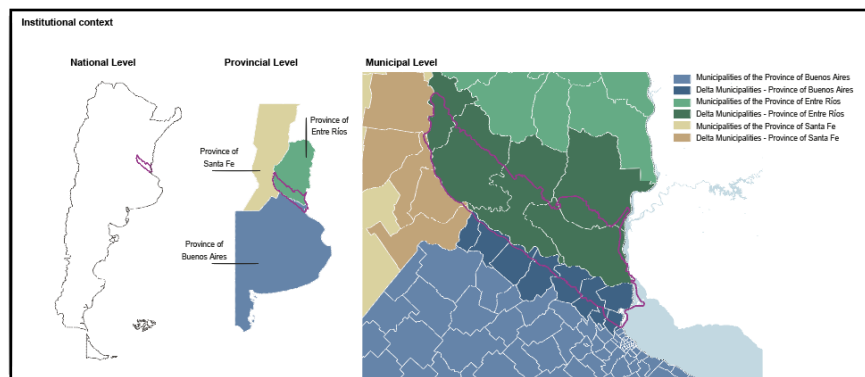 Institutional context
National Level
Provincial Level
Municipal Level
Province of
Entre Ríos
Province of
Santa Fe
Province of
Buenos Aires
Municipalities of the Province of Buenos Aires
Delta Municipalities - Province of Buenos Aires
Municipalities of the Province of Entre Ríos
Delta Municipalities - Province of Entre Ríos
Municipalities of the Province of Santa Fe
Delta Municipalities - Province of Santa Fe